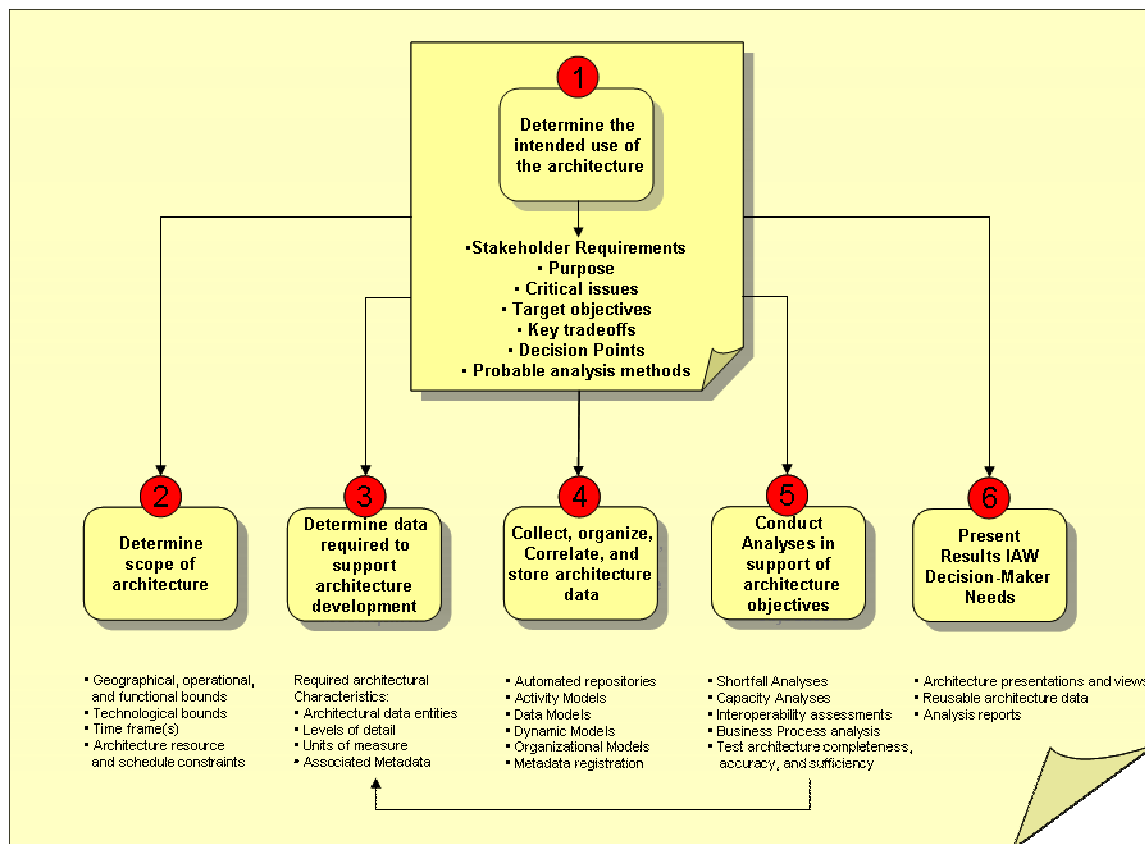 1
Determine the
intended use of
the architecture
•Stakeholder Requirements
• Purpose
• Critical issues
• Target objectives
• Key tradeoffs
• Decision Points
• Probable analysis methods
2
Determine
scope of
architecture
• Geographical, operational,
and functional bounds
• Technological bounds
• Time frame(s)
• Architecture resource
and schedule constraints
3
Determine data
required to
support
architecture
development
Required architectural
Characteristics:
• Architectural data entities
• Levels of detail
• Units of measure
• Associated Metadata
4
Collect, organize,
Correlate, and
store architecture
data
• Automated repositories
• Activity Models
• Data Models
• Dynamic Models
• Organizational Models
• Metadata registration
5
Conduct
Analyses in
support of
architecture
objectives
• Shortfall Analyses
• Capacity Analyses
• Interoperability assessments
• Business Process analysis
• Test architecture completeness,
accuracy, and sufficiency
6
Present
Results IAW
Decision-Maker
Needs
• Architecture presentations and views
• Reusable architecture data
• Analysis reports